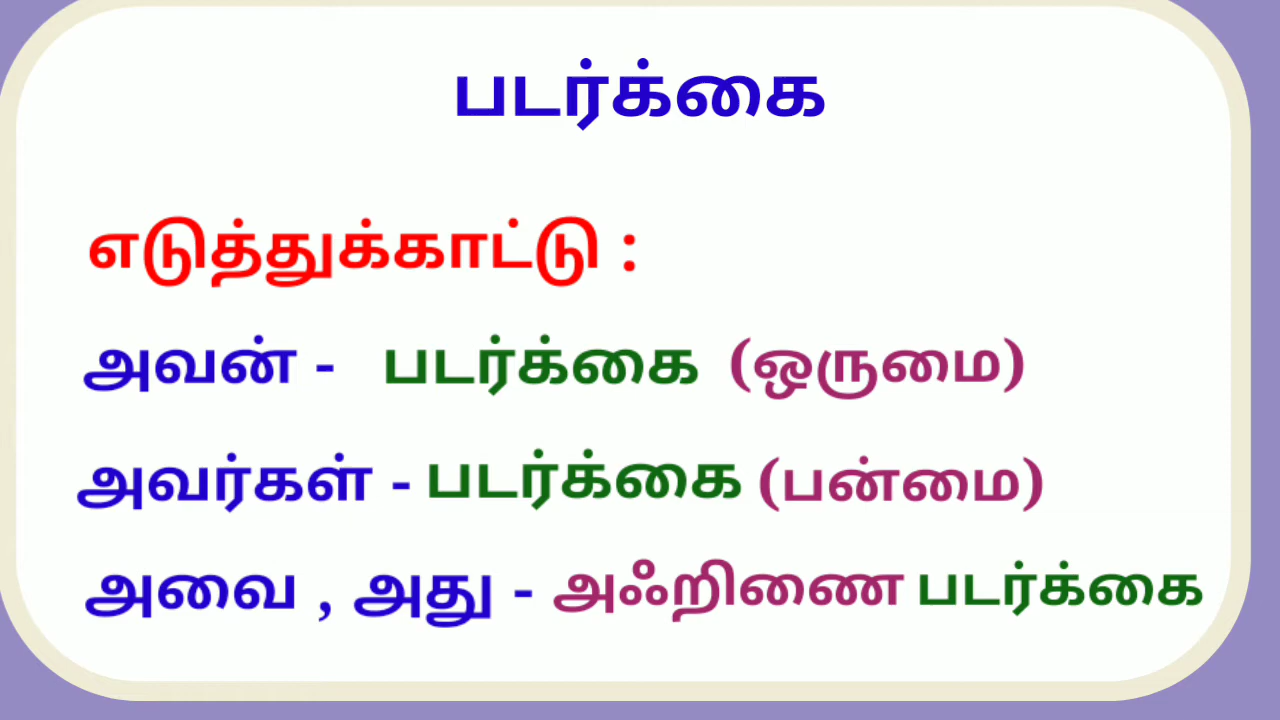 படர்க்கை
எடுத்துக்காட்டு :
அவன் - படர்க்கை (ஒருமை)
அவர்கள் - படர்க்கை (பன்மை)
அவை , அது - அஃறிணை படர்க்கை